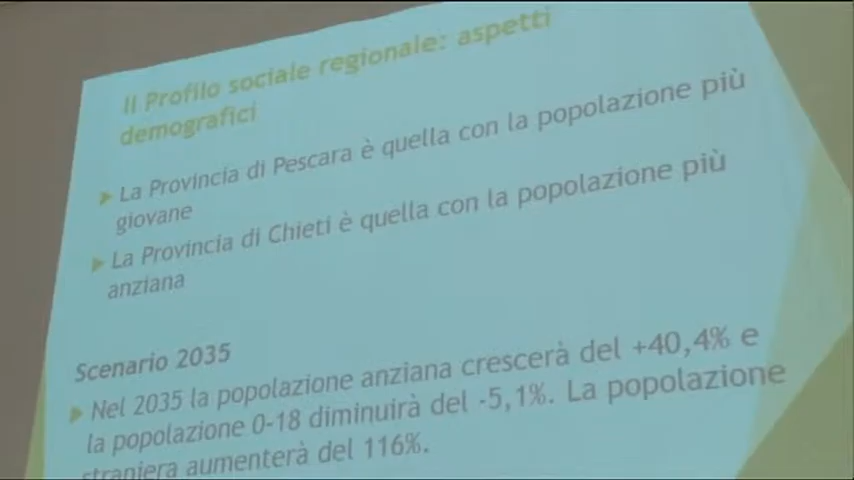 Il Profilo sociale regionale: aspetti
demografici
La Provincia di Pescara è quella con la popolazione più
giovane
La Provincia di Chieti è quella con la popolazione più
anziana
Scenario 2035
Nel 2035 la popolazione anziana crescerà del +40,4% e
la popolazione 0-18 diminuirà del -5,1%. La popolazione
straniera aumenterà del 116%.